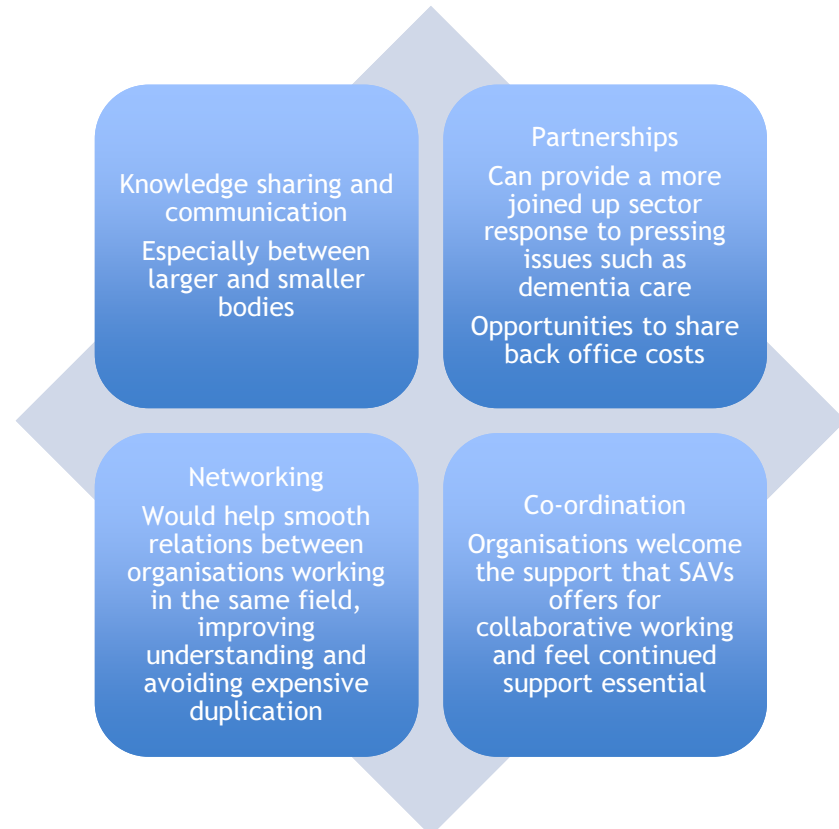 Knowledge sharing and
communication
Especially between
larger and smaller
bodies
Partnerships
Can provide a more
joined up sector
response to pressing
issues such as
dementia care
Opportunities to share
back office costs
Networking
Would help smooth
relations between
organisations working
in the same field,
improving
understanding and
avoiding expensive
duplication
Co-ordination
Organisations welcome
the support that SAVs
offers for
collaborative working
and feel continued
support essential